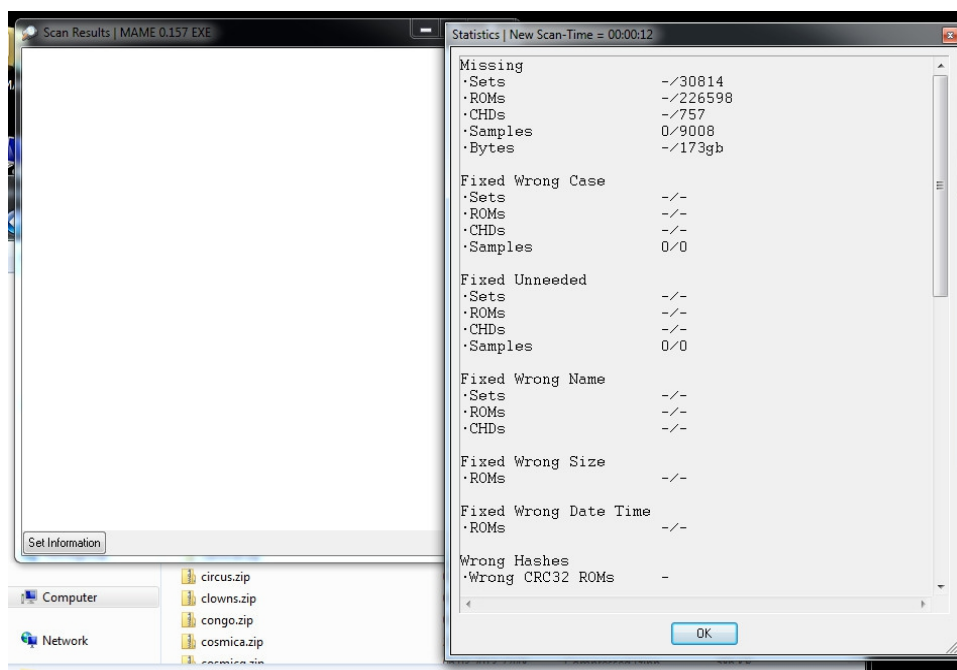 Scan Results | MAME 0.157 EXE
Set Information
Statistics | New Scan-Time = 00:00:12
Missing
·Sets -/30814
·ROMs -/226598
·CHDs -/757
·Samples 0/9008
·Bytes -/173gb
Fixed Wrong Case
·Sets -/-
·ROMs -/-
·CHDs -/-
·Samples 0/0
Fixed Unneeded
·Sets -/-
·ROMs -/-
·CHDs -/-
·Samples 0/0
Fixed Wrong Name
·Sets -/-
·ROMs -/-
·CHDs -/-
Fixed Wrong Size
·ROMs -/-
Fixed Wrong Date Time
·ROMs -/-
Wrong Hashes
·Wrong CRC32 ROMs -
OK
Computer
Network
circus.zip
clowns.zip
congo.zip
cosmica.zip